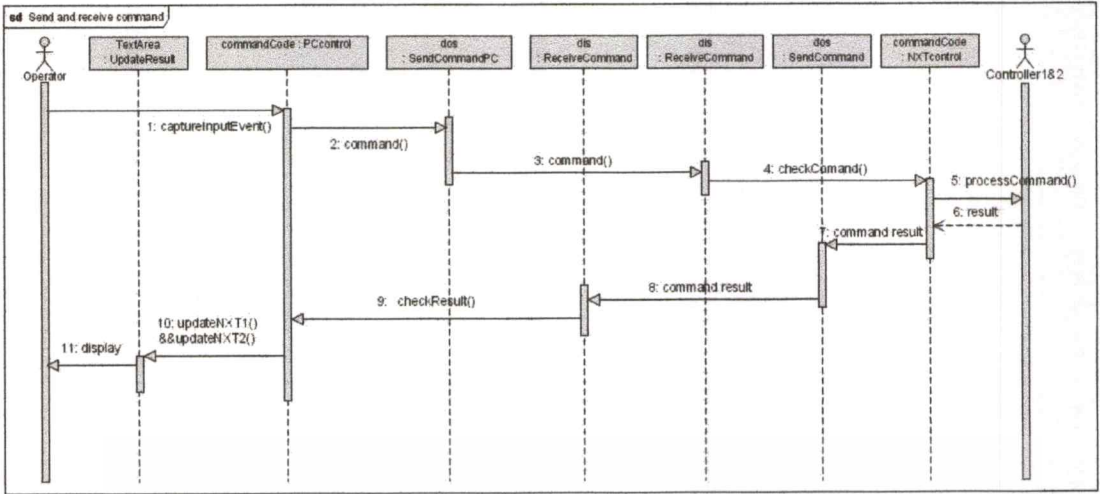 sd Send and receive command
Operator
TextArea
: UpdateResult
commandCode : PCcontrol
dos
: SendCommandPC
dis
: ReceiveCommand
dis
: ReceiveCommand
dos
: SendCommand
commandCode
: NXTcontrol
Controller1&2
1: captureInputEvent()
2: command()
3: command()
4: checkComand()
5: processCommand()
6: result
7: command result
8: command result
9: checkResult()
10: updateNXT1()
&&updateNXT2()
11: display